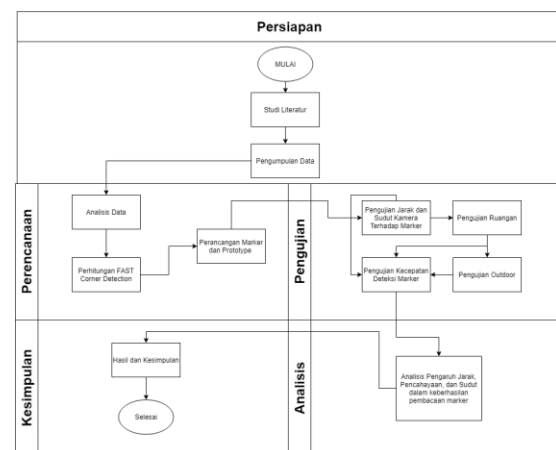 Persiapan
MULAI
Studi Literatur
Pengumpulan Data
Perencanaan
Analisis Data
Perhitungan FAST
Corner Detection
Perancangan Marker
dan Prototype
Pengujian
Pengujian Jarak dan
Sudut Kamera
Terhadap Marker
Pengujian Ruangan
Pengujian Kecepatan
Deteksi Marker
Pengujian Outdoor
Kesimpulan
Hasil dan Kesimpulan
Selesai
Analisis
Analisis Pengaruh Jarak,
Pencahayaan, dan Sudut
dalam keberhasilan
pembacaan marker